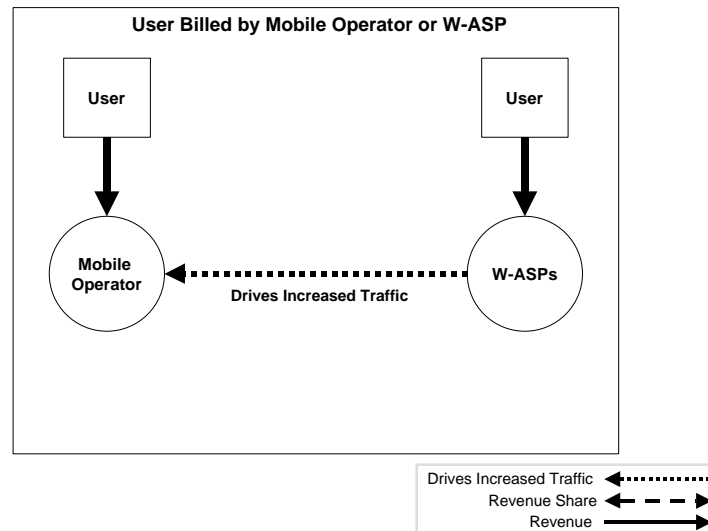 User Billed by Mobile Operator or W-ASP
User
User
Mobile
Operator
W-ASPs
Drives Increased Traffic
Drives Increased Traffic
Revenue Share
Revenue